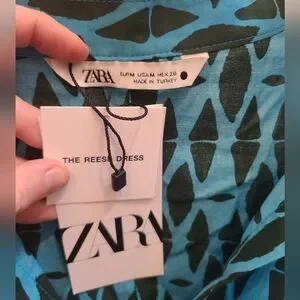 ZARA
EUR M USA M MEX 28
MADE IN TURKEY
THE REESE DRESS
ZARA